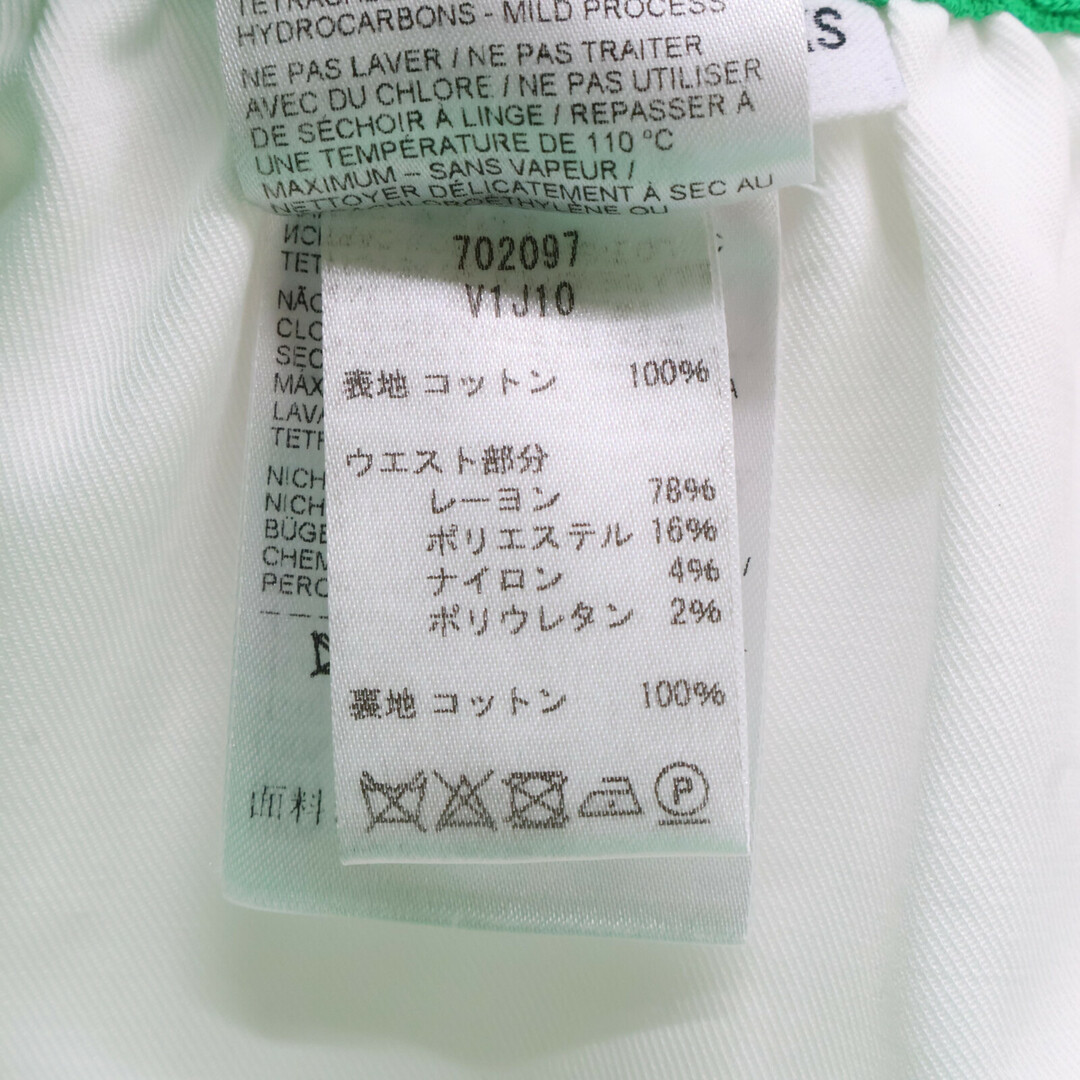 HYDROCARBONS - MILD PROCESS
NE PAS LAVER / NE PAS TRAITER
AVEC DU CHLORE / NE PAS UTILISER
DE SÉCHOIR À LINGE / REPASSER À
UNE TEMPÉRATURE DE 110 °C
MAXIMUM – SANS VAPEUR /
NETTOYER DÉLICATEMENT À SEC AU
702097
V1J10
表地 コットン 100%
ウエスト部分
レーヨン 78%
ポリエステル 16%
ナイロン 4%
ポリウレタン 2%
裏地 コットン 100%
P
面料